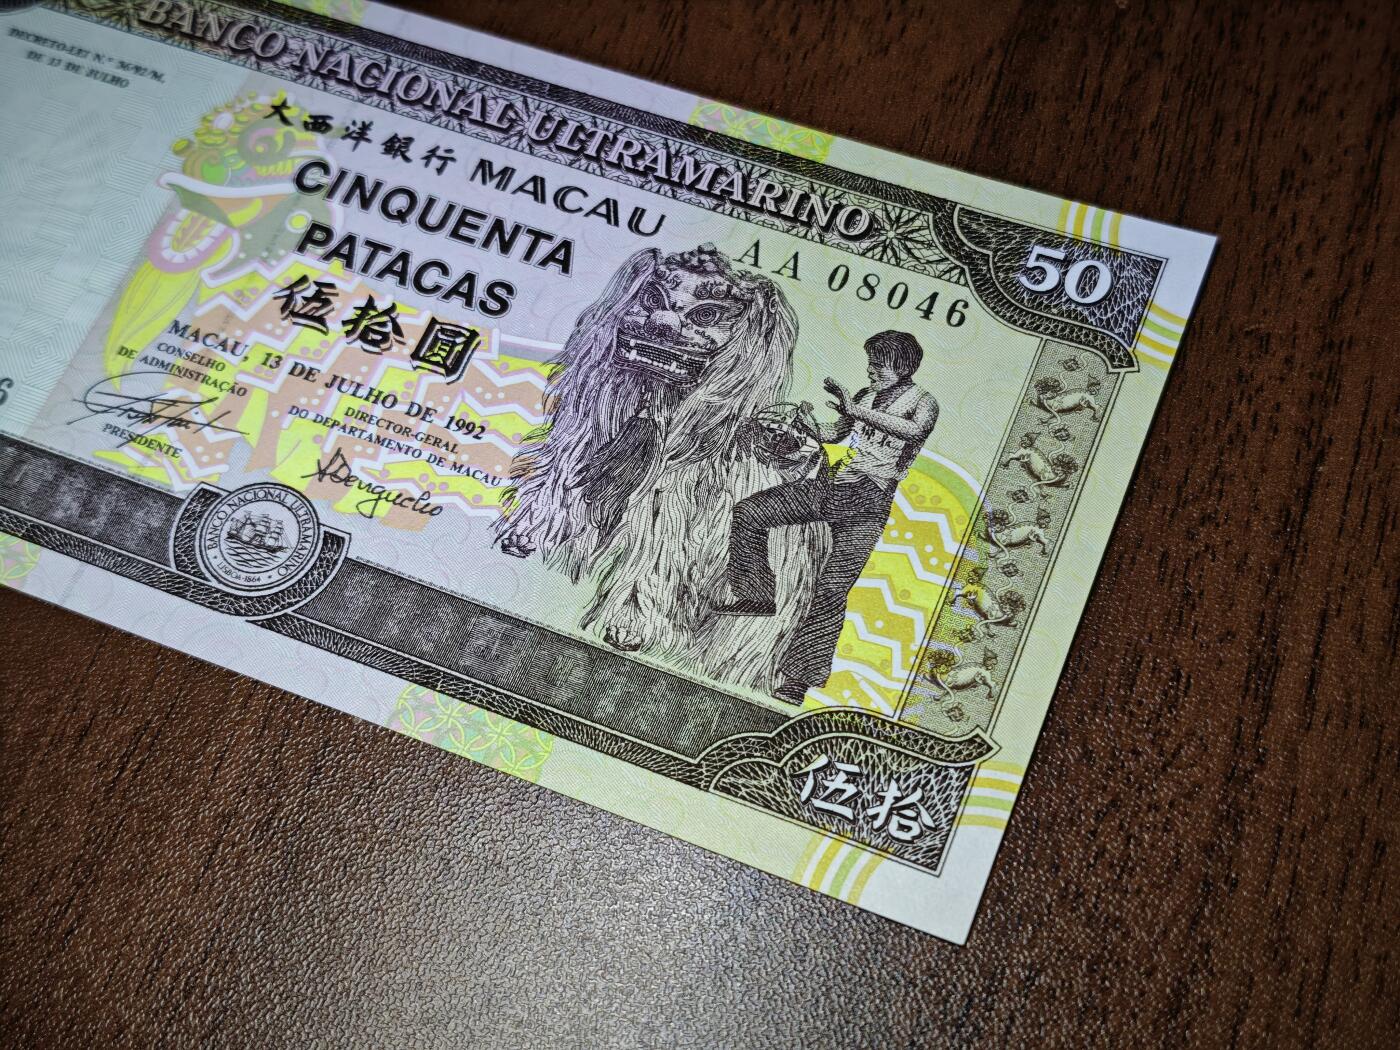 BANCO NACIONAL ULTRAMARINO
DECRETO-LEI N.º 36/92/M,
DE 13 DE JULHO
大西洋銀行 MACAU
CINQUENTA
PATACAS
伍拾圓
AA 08046
50
MACAU, 13 DE JULHO DE 1992
CONSELHO
DE ADMINISTRAÇÃO
PRESIDENTE
DIRECTOR-GERAL
DO DEPARTAMENTO DE MACAU
BANCO NACIONAL ULTRAMARINO
LISBOA-1864
6
伍拾